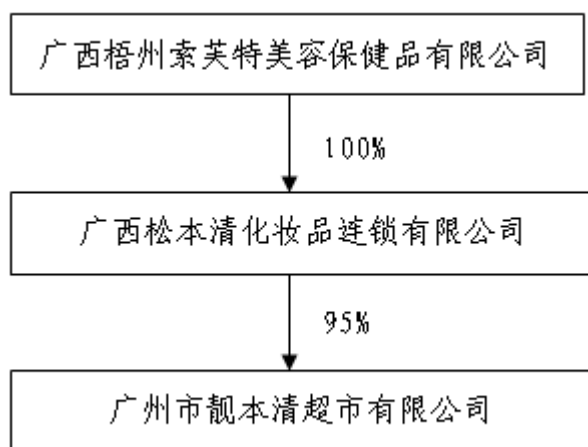 广西梧州索芙特美容保健品有限公司
100%
广西松本清化妆品连锁有限公司
95%
广州市靓本清超市有限公司